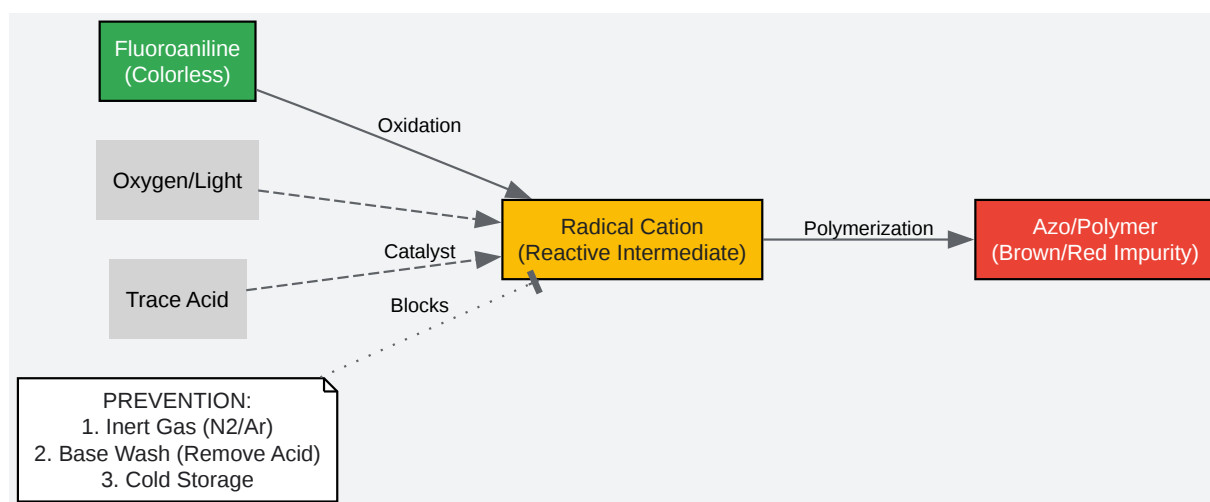 Fluoroaniline
(Colorless)
Oxidation
Oxygen/Light
Radical Cation
(Reactive Intermediate)
Polymerization
Azo/Polymer
(Brown/Red Impurity)
Catalyst
Trace Acid
Blocks
PREVENTION:
1. Inert Gas (N2/Ar)
2. Base Wash (Remove Acid)
3. Cold Storage